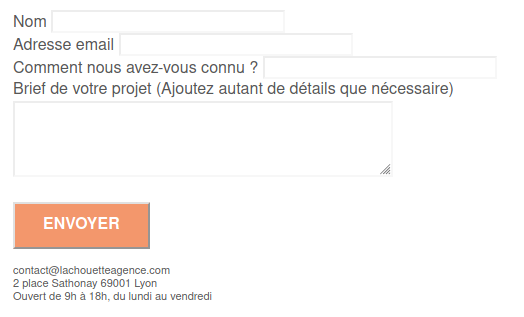 Nom
Adresse email
Comment nous avez-vous connu ?
Brief de votre projet (Ajoutez autant de détails que nécessaire)
ENVOYER
contact@lachouetteagence.com
2 place Sathonay 69001 Lyon
Ouvert de 9h à 18h, du lundi au vendredi